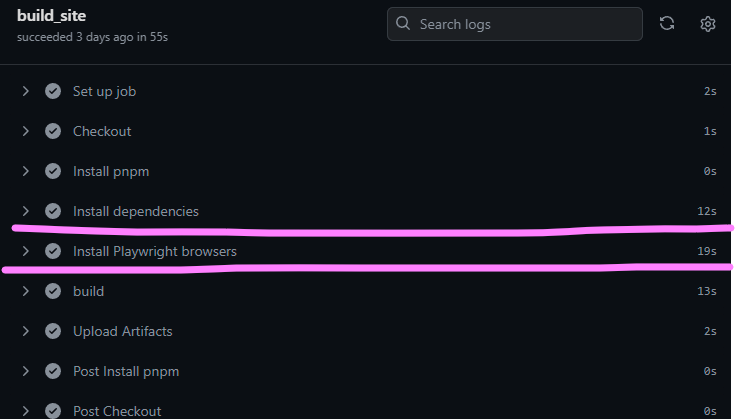 build_site
succeeded 3 days ago in 55s
Search logs
Set up job 2s
Checkout 1s
Install pnpm 0s
Install dependencies 12s
Install Playwright browsers 19s
build 13s
Upload Artifacts 2s
Post Install pnpm 0s
Post Checkout 0s